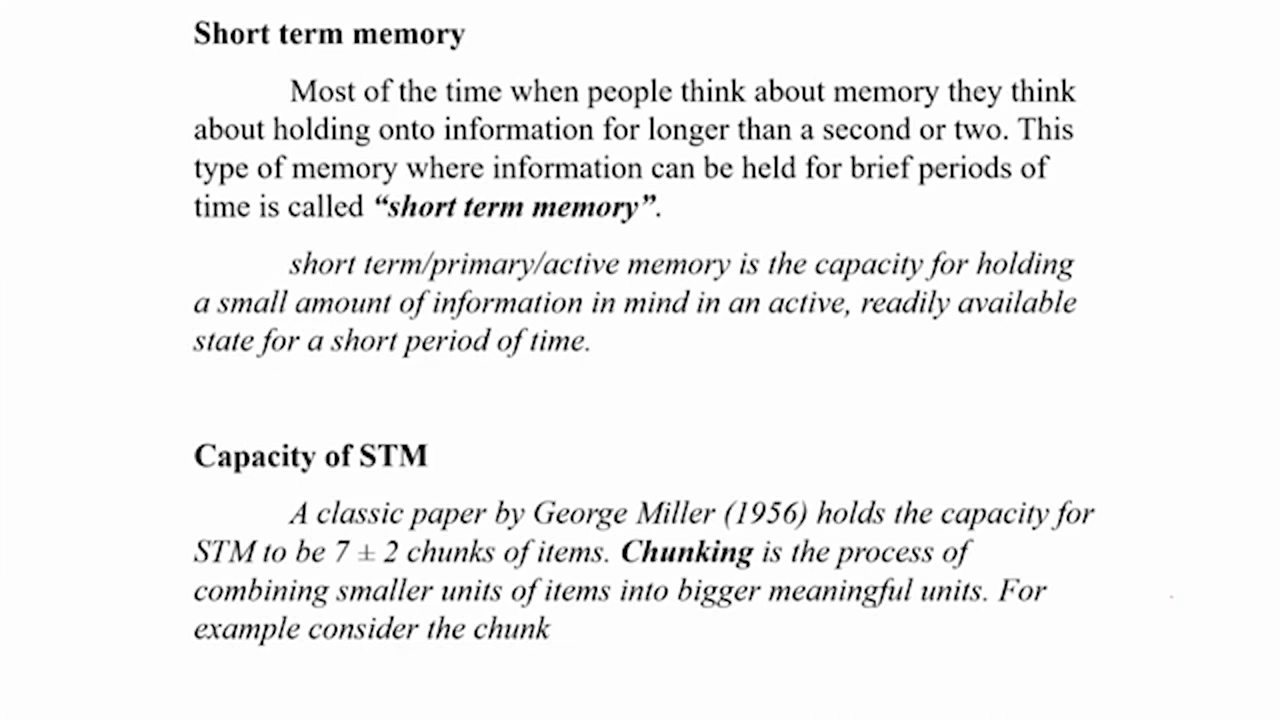 Short term memory
Most of the time when people think about memory they think
about holding onto information for longer than a second or two. This
type of memory where information can be held for brief periods of
time is called “short term memory”.
short term/primary/active memory is the capacity for holding
a small amount of information in mind in an active, readily available
state for a short period of time.
Capacity of STM
A classic paper by George Miller (1956) holds the capacity for
STM to be 7 ± 2 chunks of items. Chunking is the process of
combining smaller units of items into bigger meaningful units. For
example consider the chunk